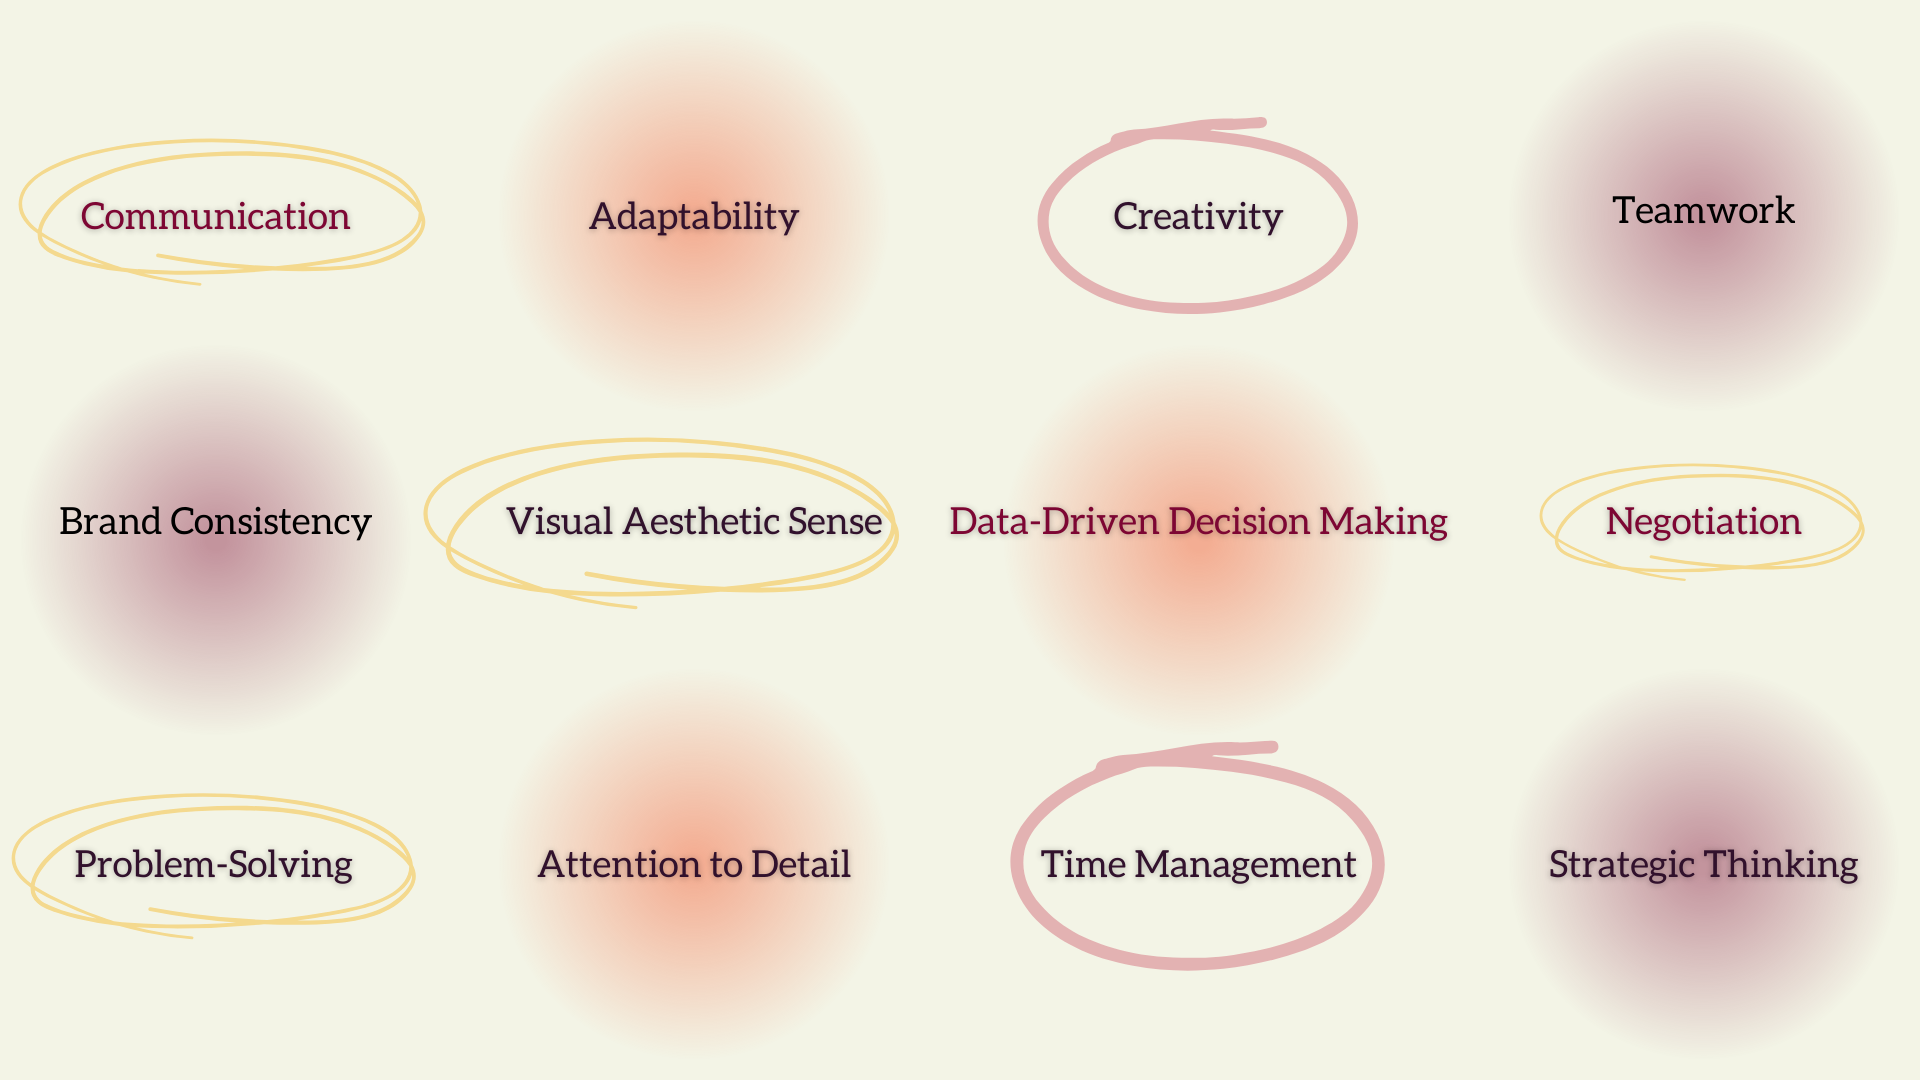 Communication
Adaptability
Creativity
Teamwork
Brand Consistency
Visual Aesthetic Sense
Data-Driven Decision Making
Negotiation
Problem-Solving
Attention to Detail
Time Management
Strategic Thinking